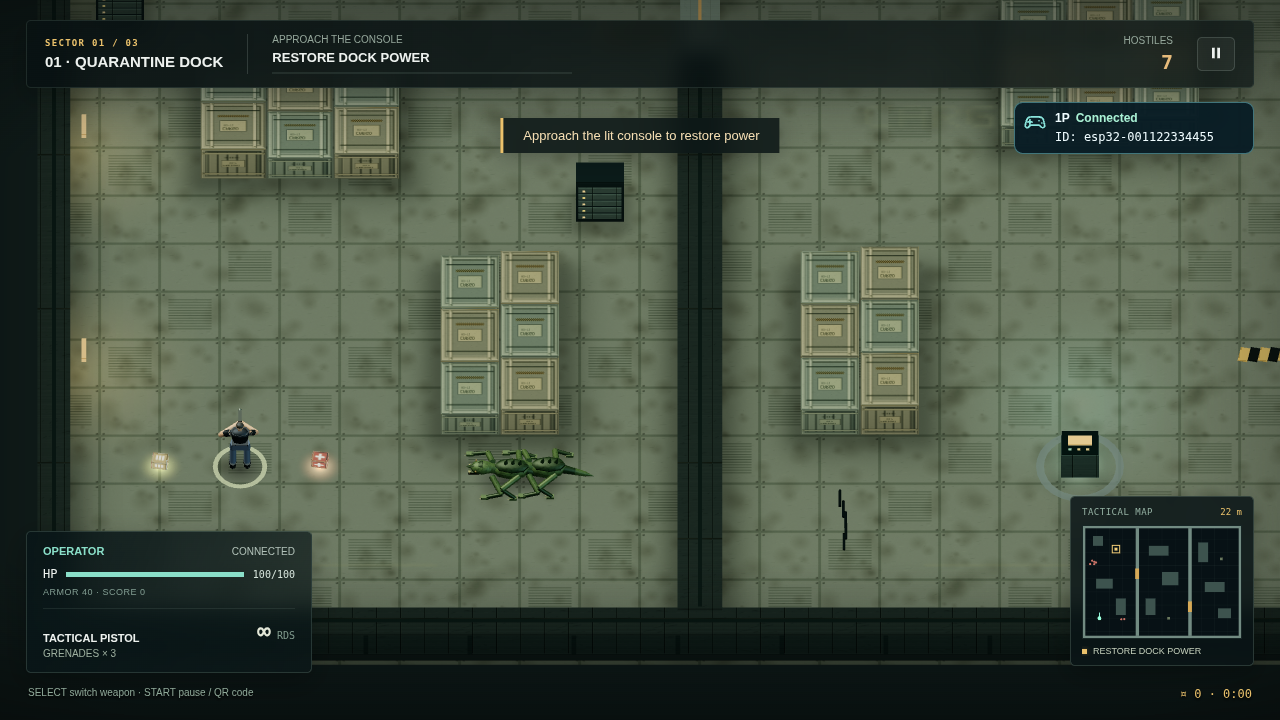 SECTOR 01 / 03
01 · QUARANTINE DOCK
APPROACH THE CONSOLE
RESTORE DOCK POWER
HOSTILES
7
1P Connected
ID: esp32-001122334455
Approach the lit console to restore power
OPERATOR
CONNECTED
HP
100/100
ARMOR 40 · SCORE 0
TACTICAL PISTOL
∞ RDS
GRENADES × 3
TACTICAL MAP
22 m
RESTORE DOCK POWER
SELECT switch weapon · START pause / QR code
¤ 0 · 0:00